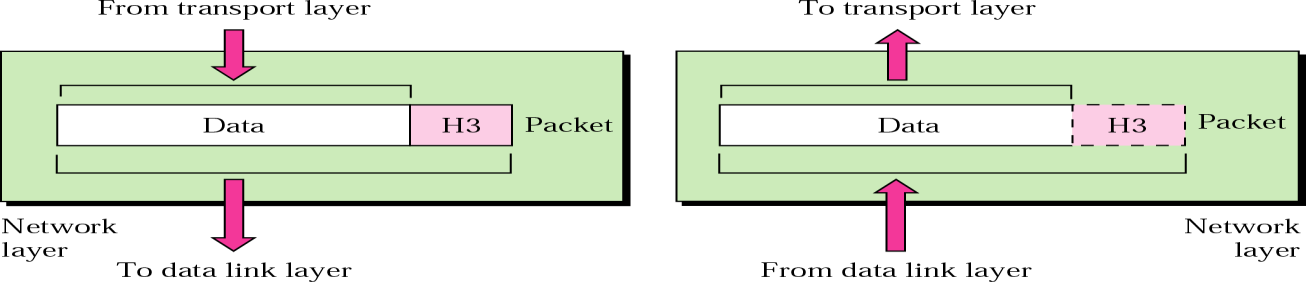 From transport layer
Data
H3
Packet
Network
layer
To data link layer
To transport layer
Data
H3
Packet
Network
layer
From data link layer